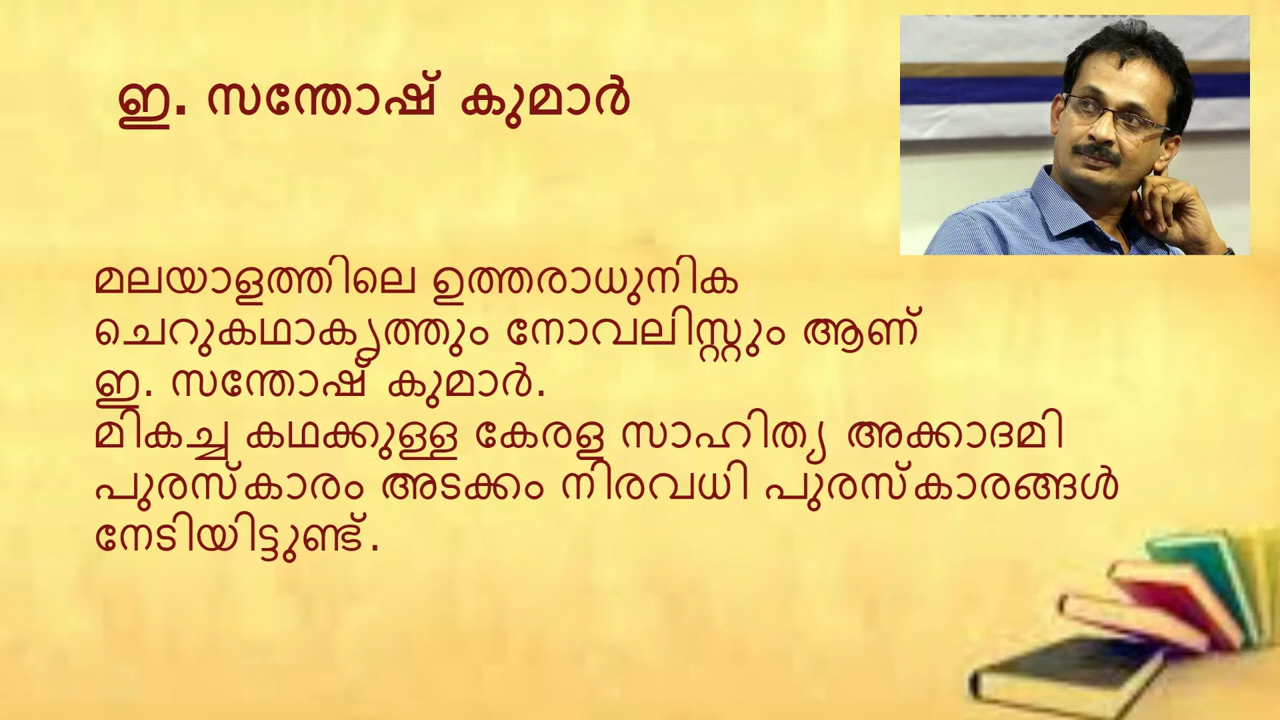 ഇ. സന്തോഷ് കുമാർ
മലയാളത്തിലെ ഉത്തരാധുനിക
ചെറുകഥാകൃത്തും നോവലിസ്റ്റും ആണ്
ഇ. സന്തോഷ് കുമാർ.
മികച്ച കഥക്കുള്ള കേരള സാഹിത്യ അക്കാദമി
പുരസ്കാരം അടക്കം നിരവധി പുരസ്കാരങ്ങൾ
നേടിയിട്ടുണ്ട്.